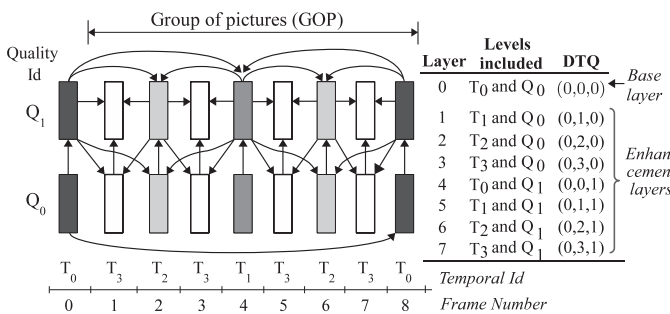 Group of pictures (GOP)
Quality Id
Q1
Q0
T0 T3 T2 T3 T1 T3 T2 T3 T0
Temporal Id
0 1 2 3 4 5 6 7 8
Frame Number
Layer Levels included DTQ
0 T0 and Q0 (0,0,0)
Base layer
1 T1 and Q0 (0,1,0)
2 T2 and Q0 (0,2,0)
3 T3 and Q0 (0,3,0)
4 T0 and Q1 (0,0,1)
5 T1 and Q1 (0,1,1)
6 T2 and Q1 (0,2,1)
7 T3 and Q1 (0,3,1)
Enhan
cement
layers